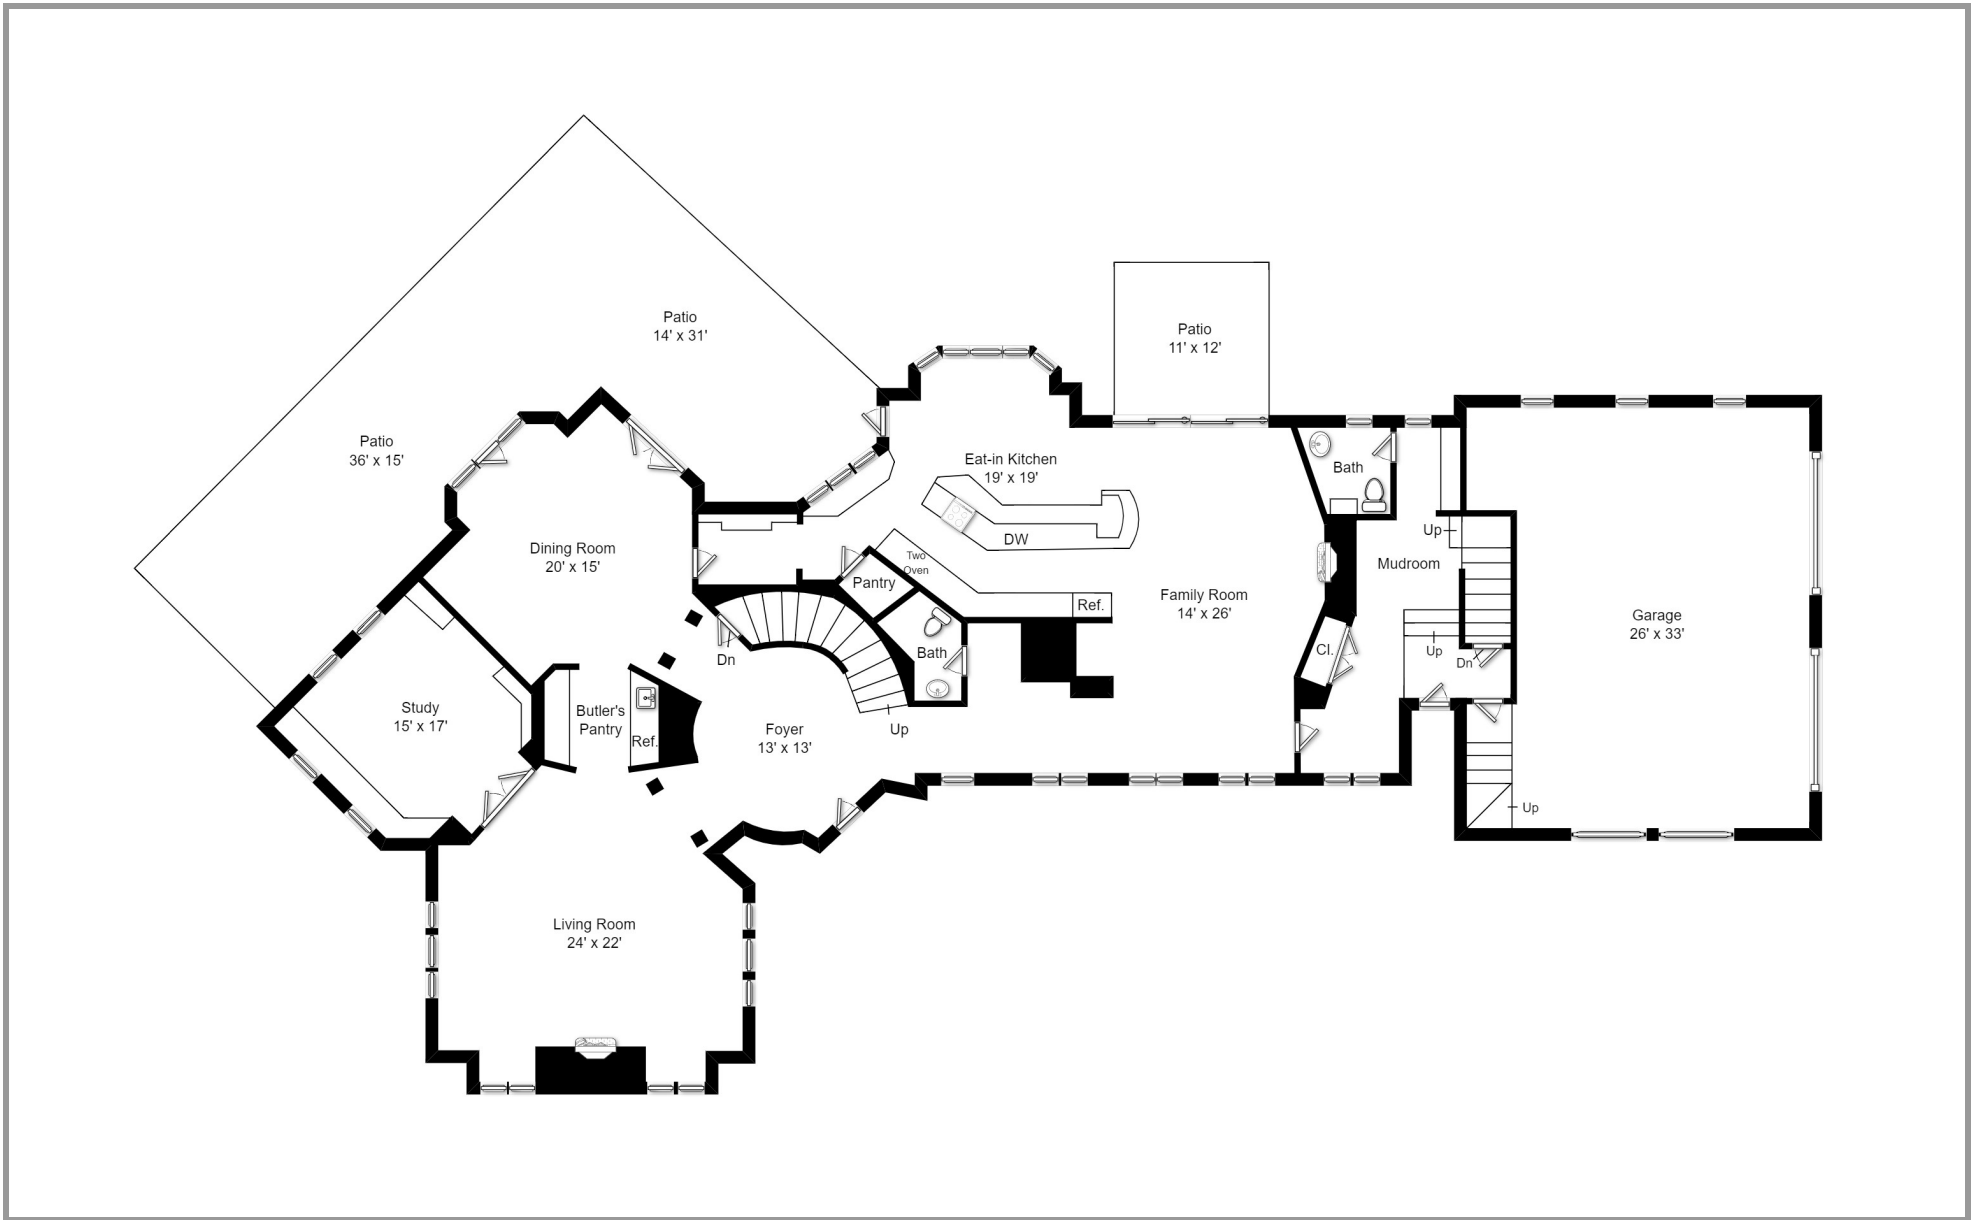 Patio
14' x 31'
Patio
11' x 12'
Patio
36' x 15'
Eat-in Kitchen
19' x 19'
Bath
DW
Up
Dining Room
20' x 15'
Two
Oven
Mudroom
Pantry
Family Room
14' x 26'
Ref.
Garage
26' x 33'
Bath
Dn
Cl.
Up
Dn
Study
15' x 17'
Butler's
Pantry
Ref.
Foyer
13' x 13'
Up
Up
Living Room
24' x 22'